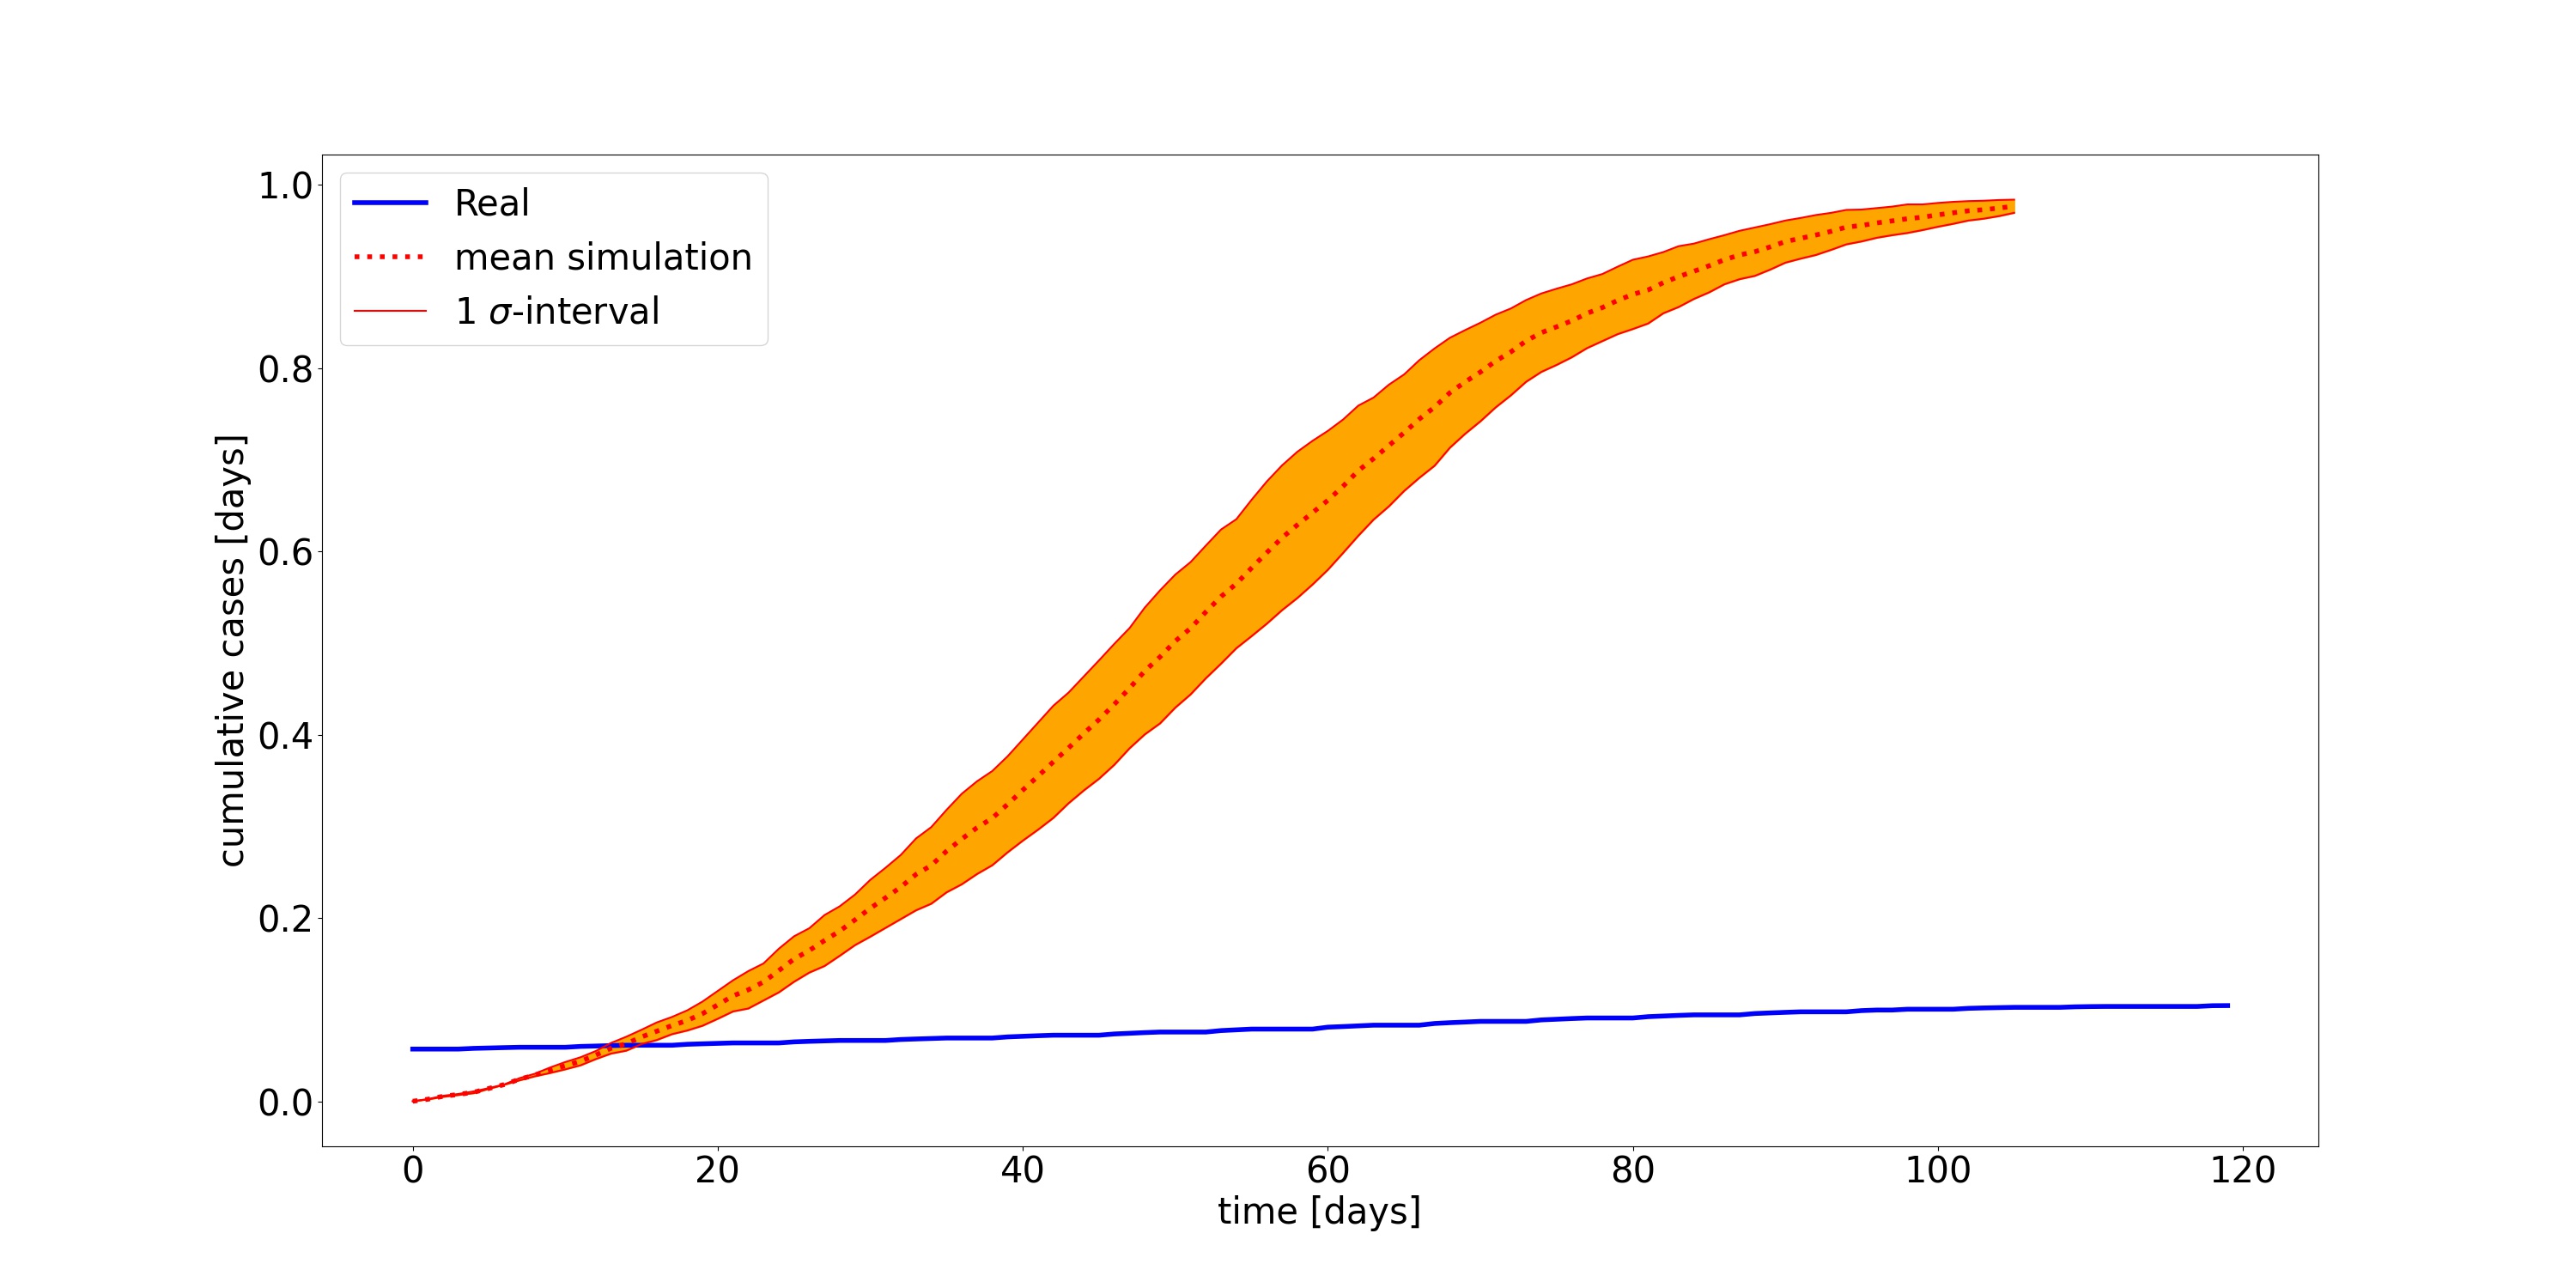 Real
mean simulation
1 σ-interval
1.0
0.8
0.6
0.4
0.2
0.0
cumulative cases [days]
0 20 40 60 80 100 120
time [days]